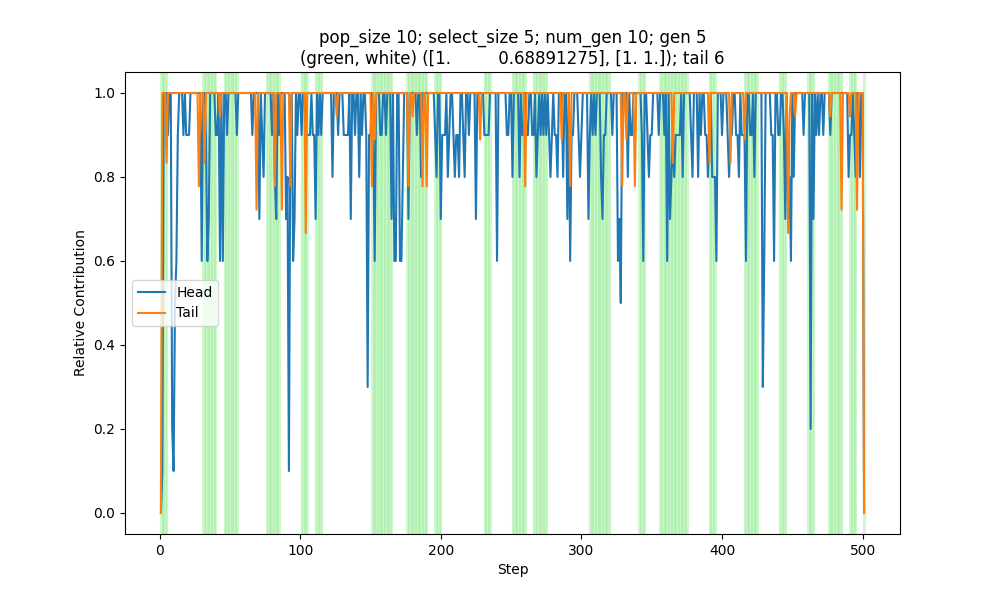 pop_size 10; select_size 5; num_gen 10; gen 5
(green, white) ([1.         0.68891275], [1. 1.]); tail 6
1.0
0.8
0.6
0.4
0.2
0.0
Relative Contribution
Head
Tail
0
100
200
300
400
500
Step